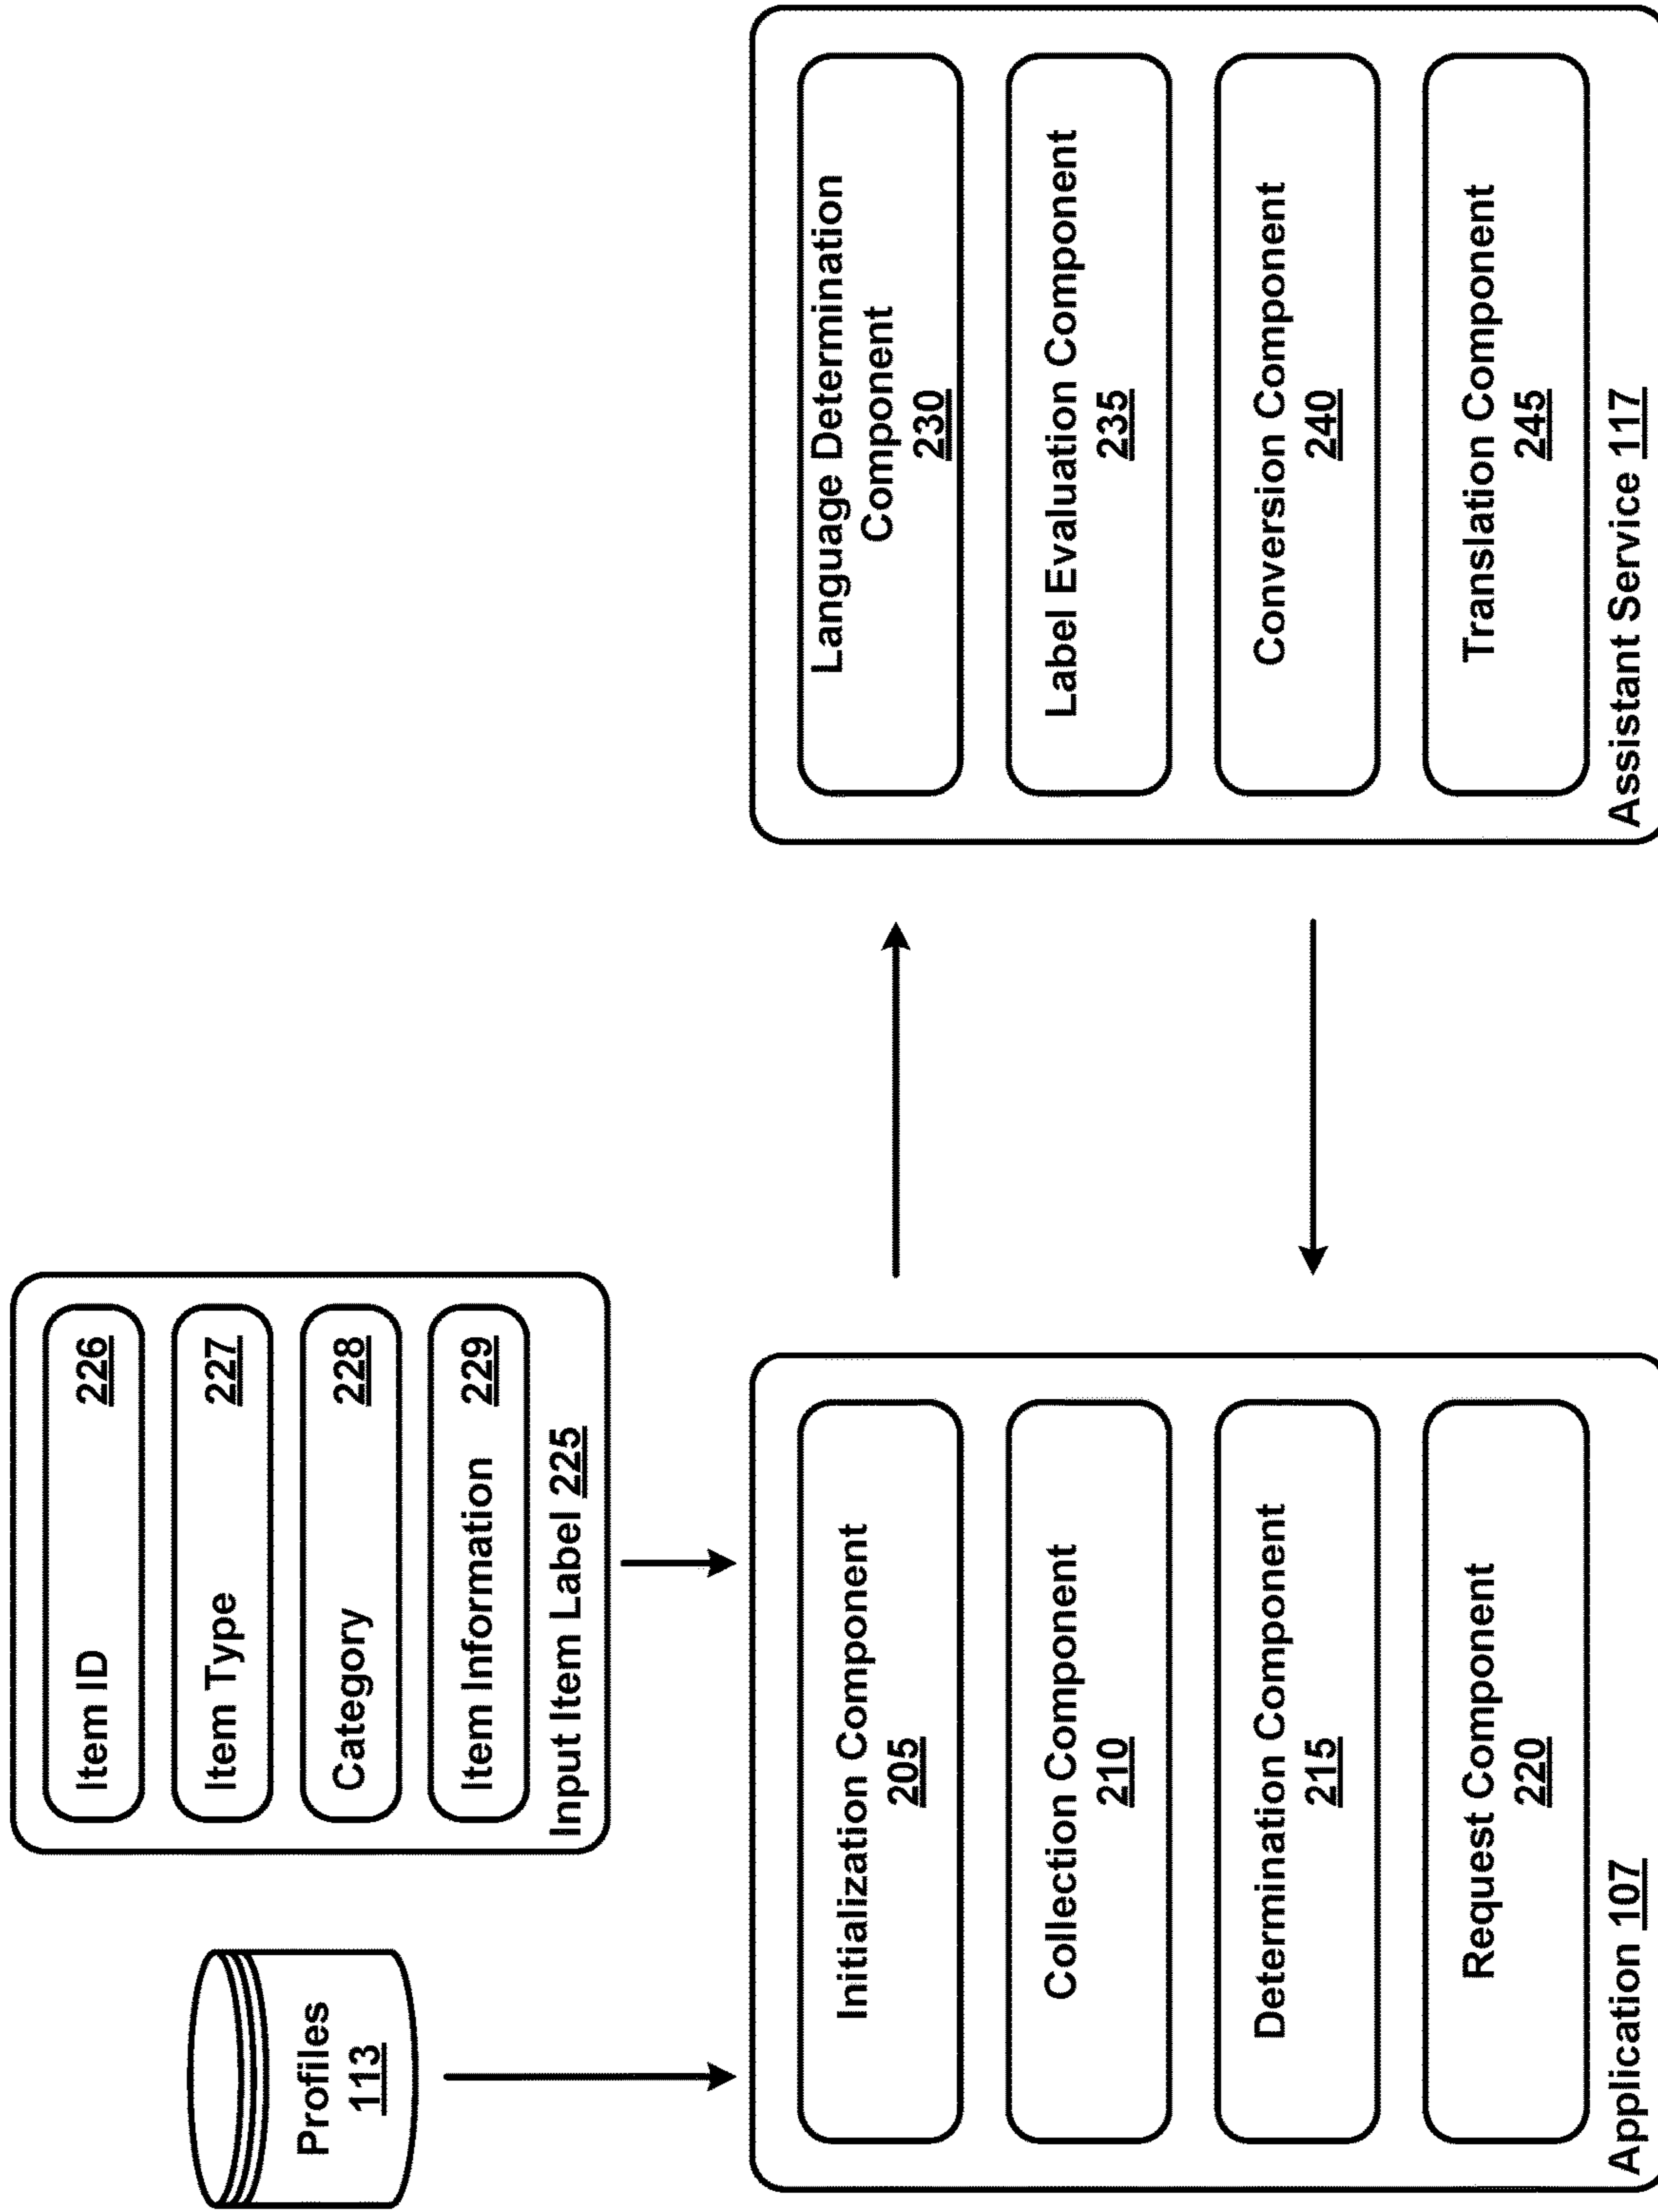 Profiles
113
Item ID 226
Item Type 227
Category 228
Item Information 229
Input Item Label 225
Initialization Component
205
Collection Component
210
Determination Component
215
Request Component
220
Application 107
Language Determination
Component
230
Label Evaluation Component
235
Conversion Component
240
Translation Component
245
Assistant Service 117